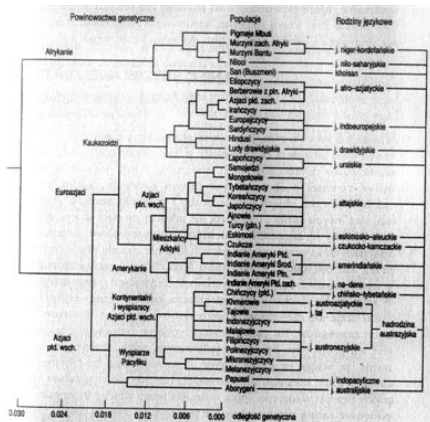 Powinowactwa genetyczne Populacje Rodziny językowe
Afrykanie
Pigmeje Mbuti
Murzyni zach. Afryki
Murzyni Bantu
Niloci
San (Buszmeni)
Etiopczycy
Berberowie z płn. Afryki
Azjaci płd. zach.
Irańczycy
Europejczycy
Sardyńczycy
Hindusi
Ludy drawidyjskie
Lapończycy
Samojedzi
Mongołowie
Tybetańczycy
Koreańczycy
Japończycy
Ajnowie
Turcy (płn.)
Eskimosi
Czukcze
Indianie Ameryki Płd.
Indianie Ameryki Środ.
Indianie Ameryki Płn.
Indianie Ameryki Płd. zach.
Chińczycy (płd.)
Khmerowie
Tajowie
Indonezyjczycy
Malajowie
Filipińczycy
Polinezyjczycy
Mikronezyjczycy
Melanezyjczycy
Papuasi
Aborygeni
j. niger-kordofańskie
j. nilo-saharyjskie
khoisan
j. afro-azjatyckie
j. indoeuropejskie
j. drawidyjskie
j. uralskie
j. ałtajskie
j. eskimosko-aleuckie
j. czukocko-kamczackie
j. amerindiańskie
j. na-dene
j. chińsko-tybetańskie
j. austroazjatyckie
j. tai
j. austronezyjskie
hadrodzina
austrazyjska
j. indopacyficzne
j. australijskie
Kaukazoidzi
Euroazjaci
Azjaci
płn. wsch.
Mieszkańcy
Arktyki
Amerykanie
Kontynentalni
i wyspiarscy
Azjaci płd. wsch.
Azjaci
płd. wsch.
Wyspiarze
Pacyfiku
0.030 0.024 0.018 0.012 0.006 0.000 odległość genetyczna